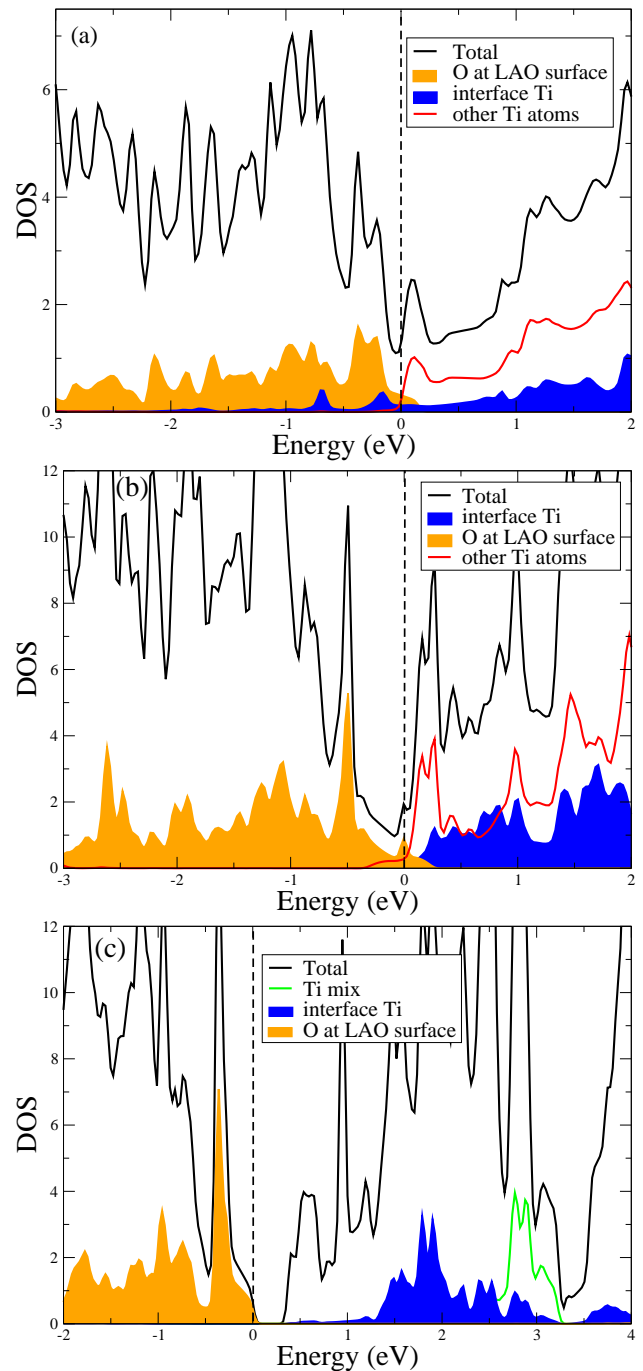 (a)
Total
O at LAO surface
interface Ti
other Ti atoms
DOS
6
4
2
0
-3
-2
-1
0
1
2
Energy (eV)
(b)
Total
interface Ti
O at LAO surface
other Ti atoms
DOS
12
10
8
6
4
2
0
-3
-2
-1
0
1
2
Energy (eV)
(c)
Total
Ti mix
interface Ti
O at LAO surface
DOS
12
10
8
6
4
2
0
-2
-1
0
1
2
3
4
Energy (eV)